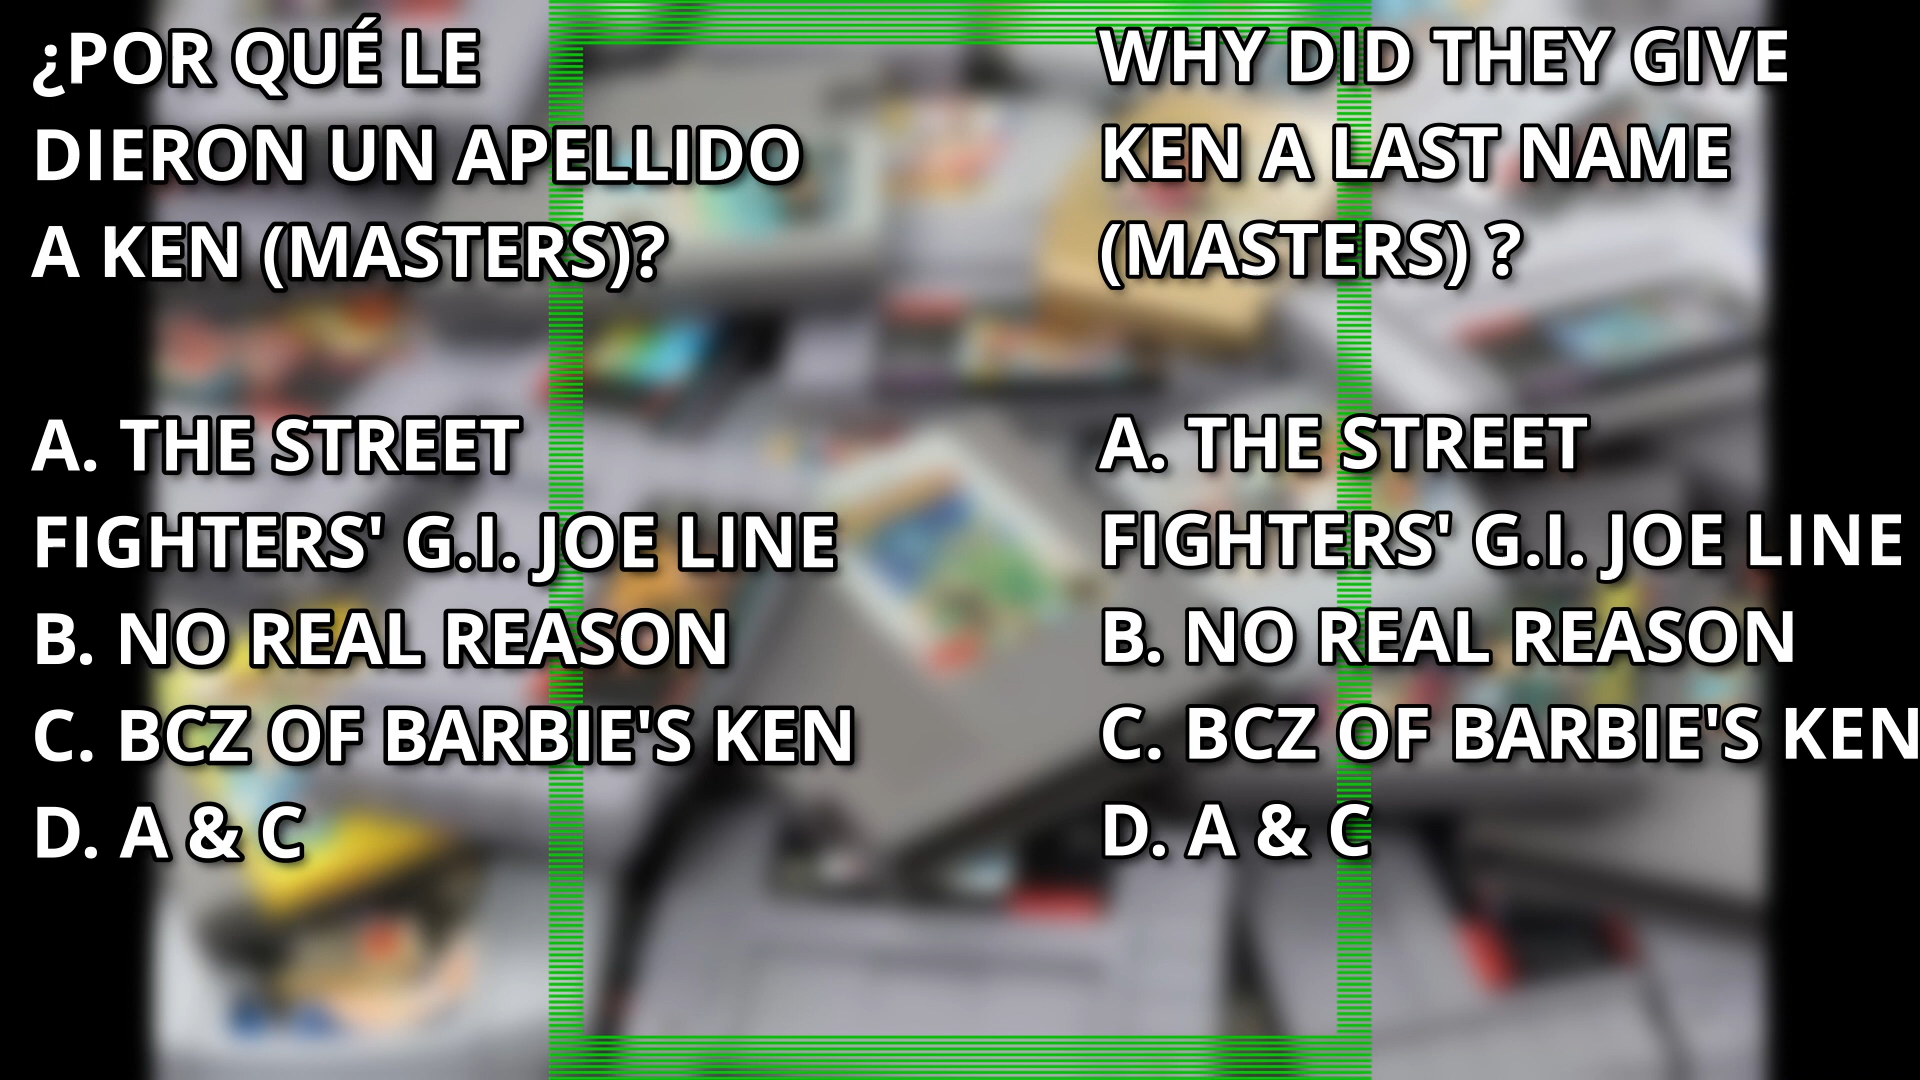 ¿POR QUÉ LE
DIERON UN APELLIDO
A KEN (MASTERS)?
A. THE STREET
FIGHTERS' G.I. JOE LINE
B. NO REAL REASON
C. BCZ OF BARBIE'S KEN
D. A & C
WHY DID THEY GIVE
KEN A LAST NAME
(MASTERS) ?
A. THE STREET
FIGHTERS' G.I. JOE LINE
B. NO REAL REASON
C. BCZ OF BARBIE'S KEN
D. A & C